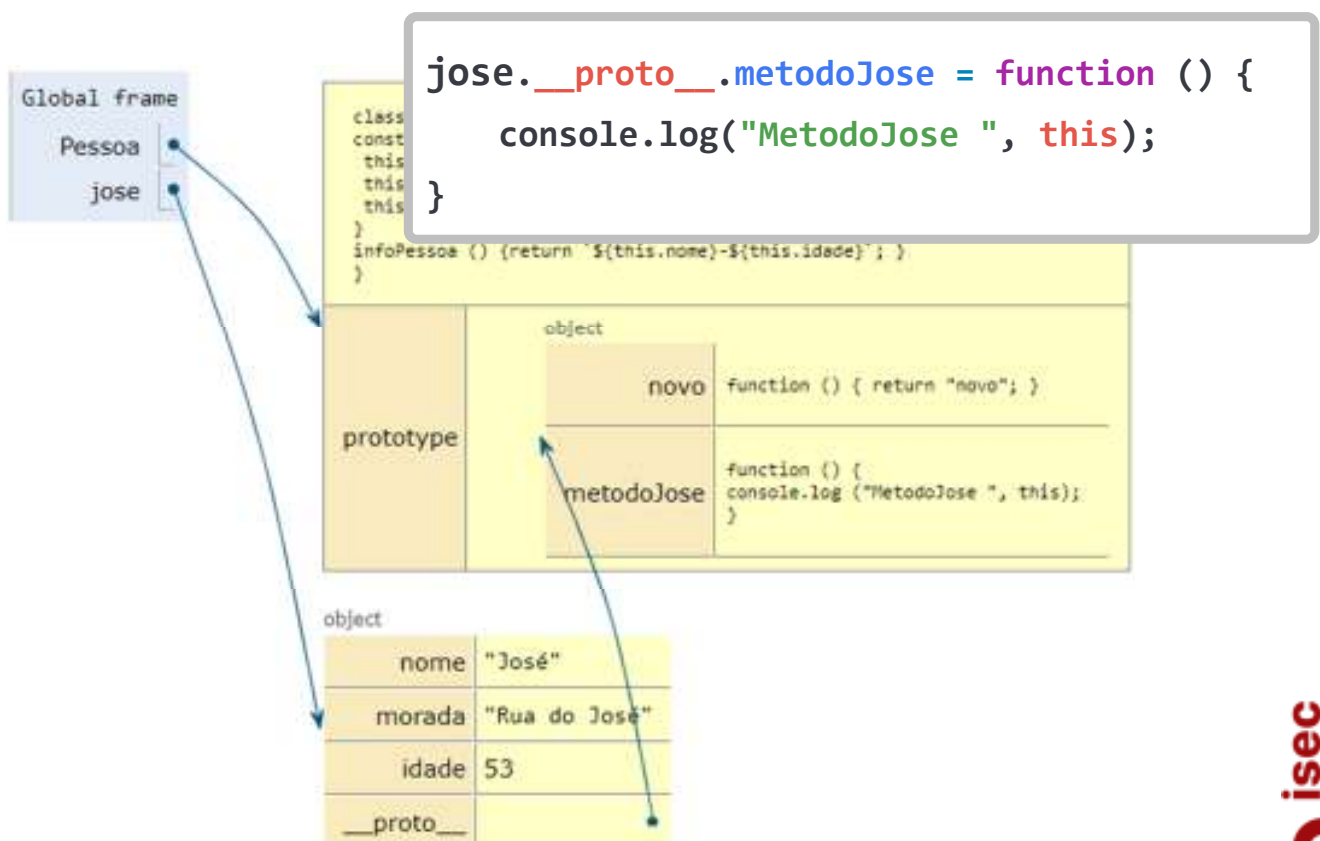 jose.__proto__.metodoJose = function () {
console.log("MetodoJose ", this);
}
Global frame
Pessoa
jose
class
const
this
this
this
}
infoPessoa () {return `${this.nome}-${this.idade}`; }
}
prototype
object
novo
function () { return "novo"; }
metodoJose
function () {
console.log ("MetodoJose ", this);
}
object
nome "José"
morada "Rua do José"
idade 53
__proto__
isec